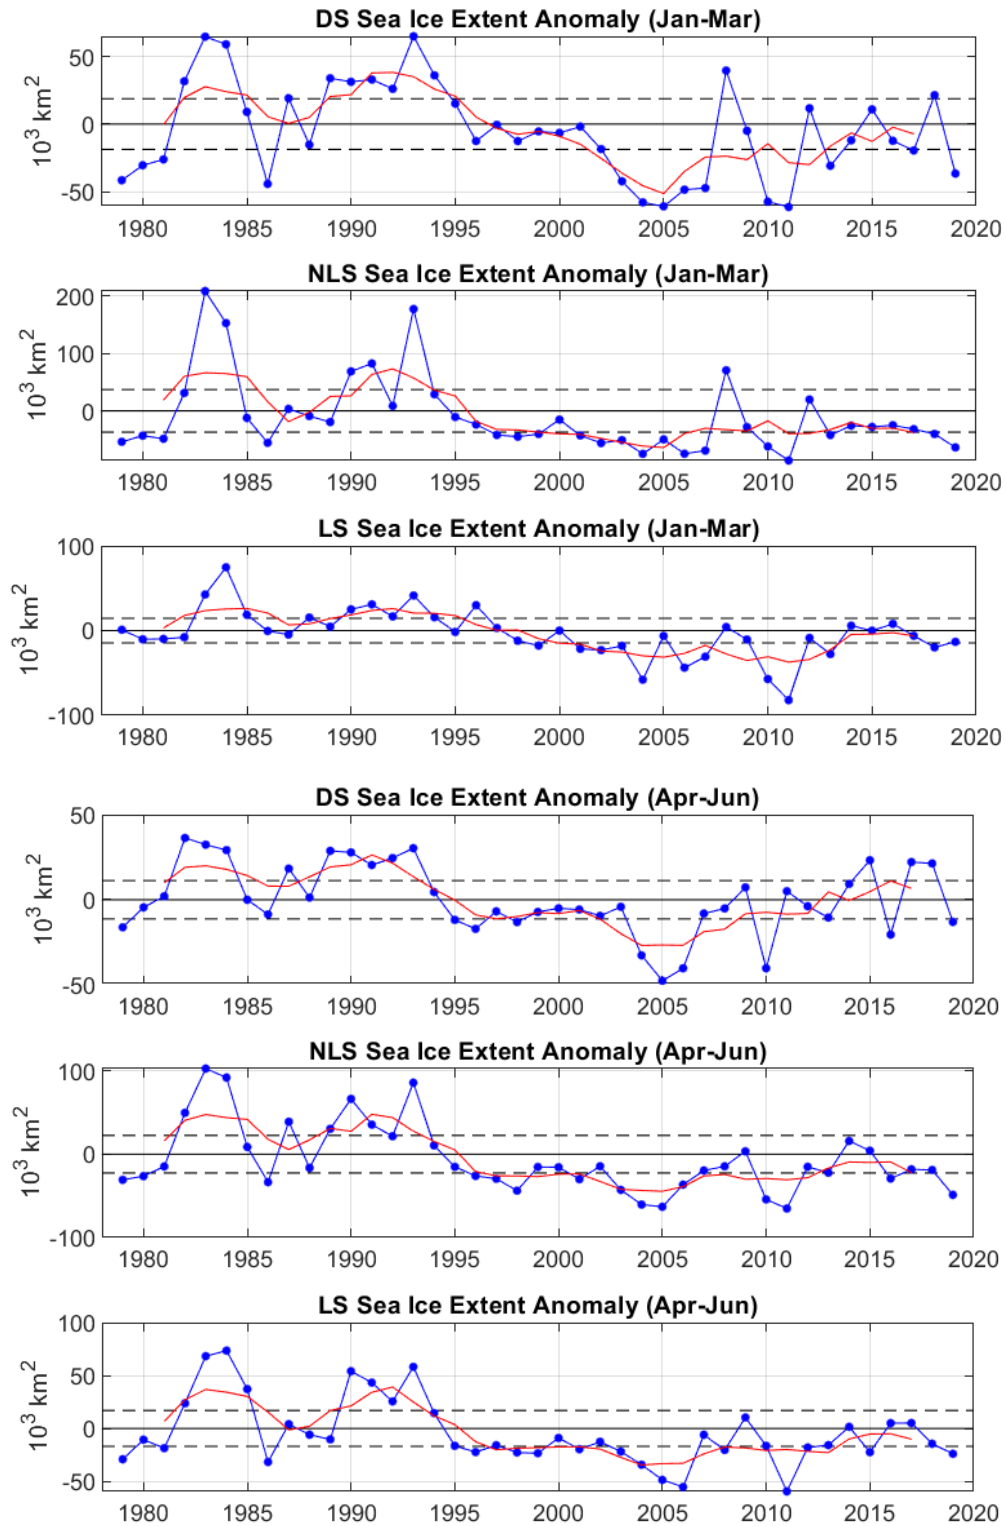 DS Sea Ice Extent Anomaly (Jan-Mar)
10³ km²
50
0
-50
1980 1985 1990 1995 2000 2005 2010 2015 2020
NLS Sea Ice Extent Anomaly (Jan-Mar)
10³ km²
200
100
0
1980 1985 1990 1995 2000 2005 2010 2015 2020
LS Sea Ice Extent Anomaly (Jan-Mar)
10³ km²
100
0
-100
1980 1985 1990 1995 2000 2005 2010 2015 2020
DS Sea Ice Extent Anomaly (Apr-Jun)
10³ km²
50
0
-50
1980 1985 1990 1995 2000 2005 2010 2015 2020
NLS Sea Ice Extent Anomaly (Apr-Jun)
10³ km²
100
0
-100
1980 1985 1990 1995 2000 2005 2010 2015 2020
LS Sea Ice Extent Anomaly (Apr-Jun)
10³ km²
100
50
0
-50
1980 1985 1990 1995 2000 2005 2010 2015 2020